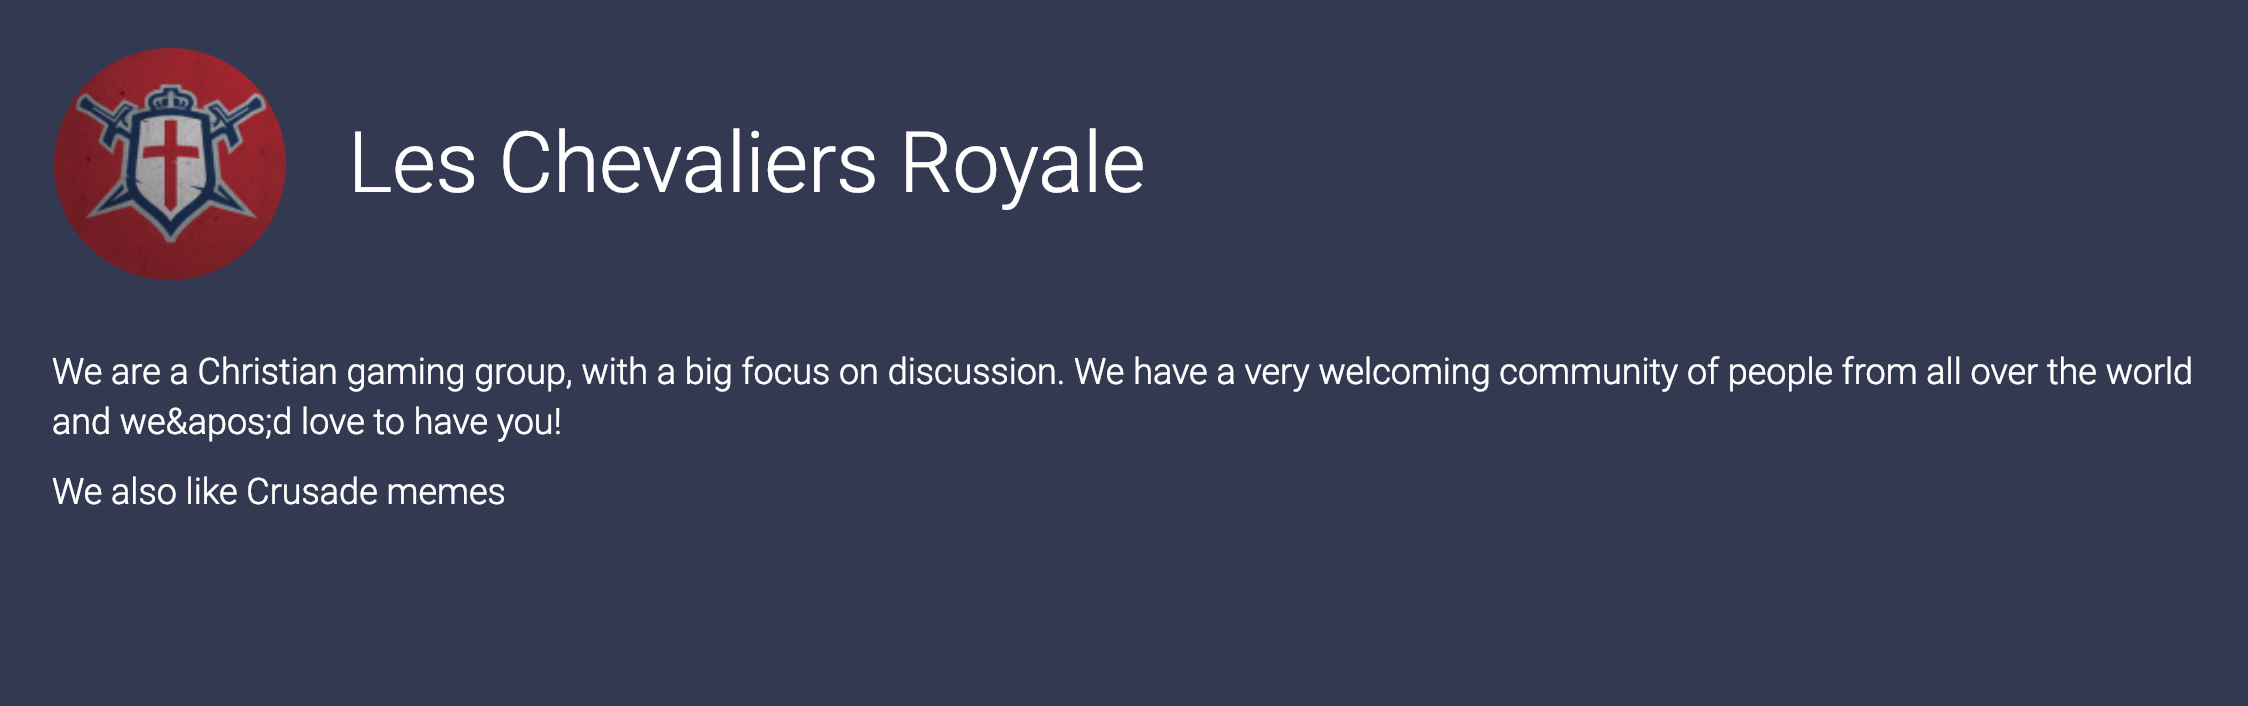 Les Chevaliers Royale
We are a Christian gaming group, with a big focus on discussion. We have a very welcoming community of people from all over the world
and we&apos;d love to have you!
We also like Crusade memes